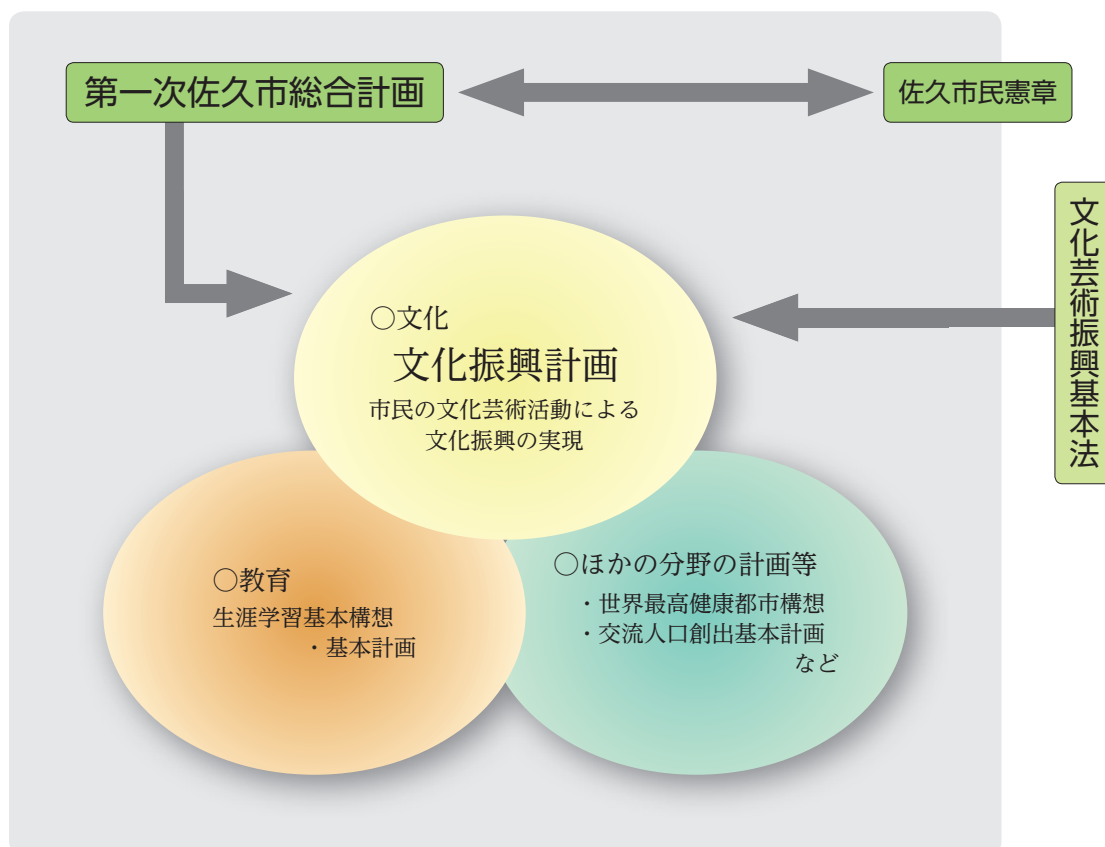 第一次佐久市総合計画
佐久市民憲章
文化芸術振興基本法
○文化
文化振興計画
市民の文化芸術活動による
文化振興の実現
○教育
生涯学習基本構想
・基本計画
○ほかの分野の計画等
・世界最高健康都市構想
・交流人口創出基本計画
など